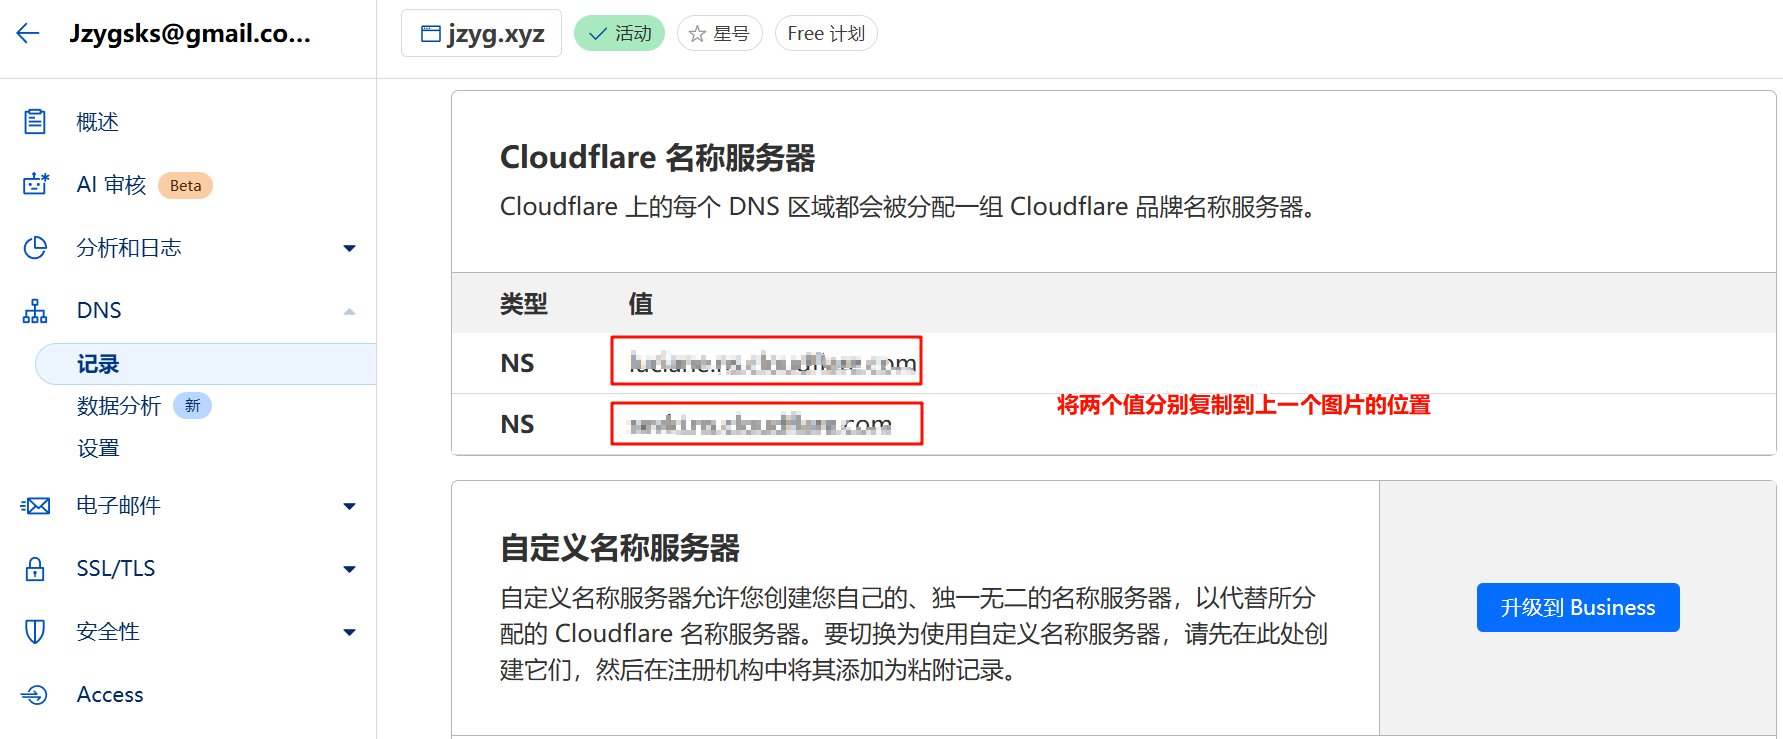 Jzygsks@gmail.co...
jzyg.xyz
活动
星号
Free 计划
概述
AI 审核
Beta
分析和日志
DNS
记录
数据分析
新
设置
电子邮件
SSL/TLS
安全性
Access
Cloudflare 名称服务器
Cloudflare 上的每个 DNS 区域都会被分配一组 Cloudflare 品牌名称服务器。
类型
值
NS
NS
将两个值分别复制到上一个图片的位置
自定义名称服务器
自定义名称服务器允许您创建您自己的、独一无二的名称服务器，以代替所分
配的 Cloudflare 名称服务器。要切换为使用自定义名称服务器，请先在此处创
建它们，然后在注册机构中将其添加为粘附记录。
升级到 Business